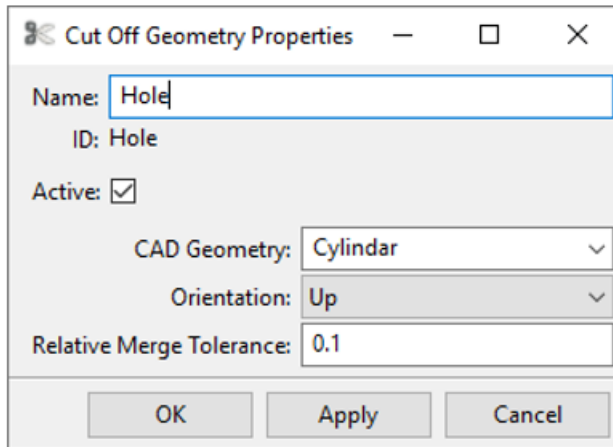 Cut Off Geometry Properties
Name: Hole
ID: Hole
Active:
CAD Geometry: Cylindar
Orientation: Up
Relative Merge Tolerance: 0.1
OK Apply Cancel